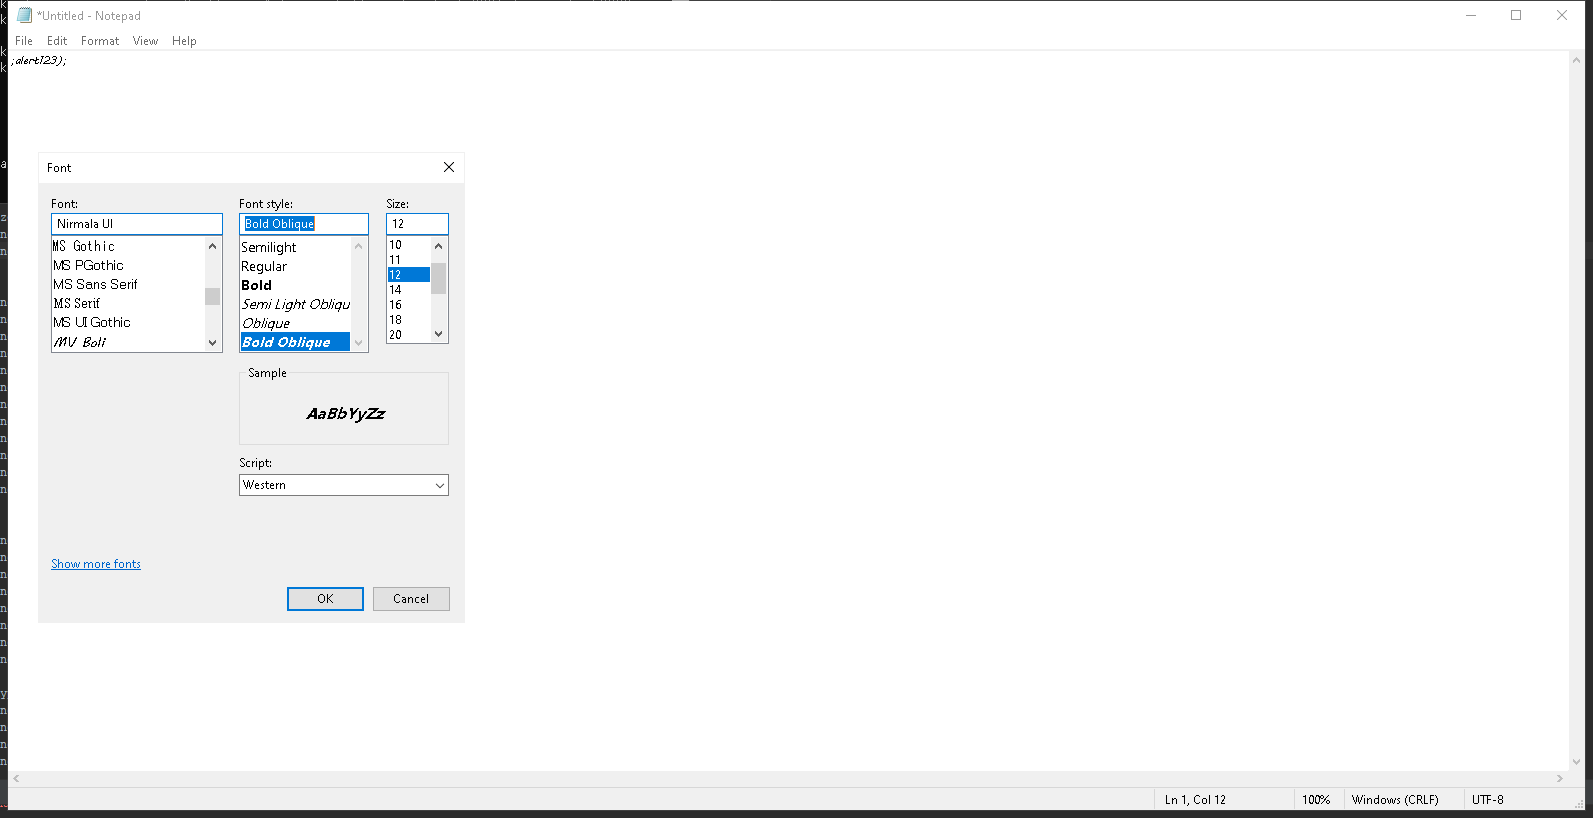 *Untitled - Notepad
File Edit Format View Help
;alert123);
Font
Font: Font style: Size:
Nirmala UI Bold Oblique 12
MS Gothic
MS PGothic
MS Sans Serif
MS Serif
MS UI Gothic
MV Boli
Semilight
Regular
Bold
Semi Light Obliqu
Oblique
Bold Oblique
10
11
12
14
16
18
20
Sample
AaBbYyZz
Script:
Western
Show more fonts
OK Cancel
Ln 1, Col 12 100% Windows (CRLF) UTF-8